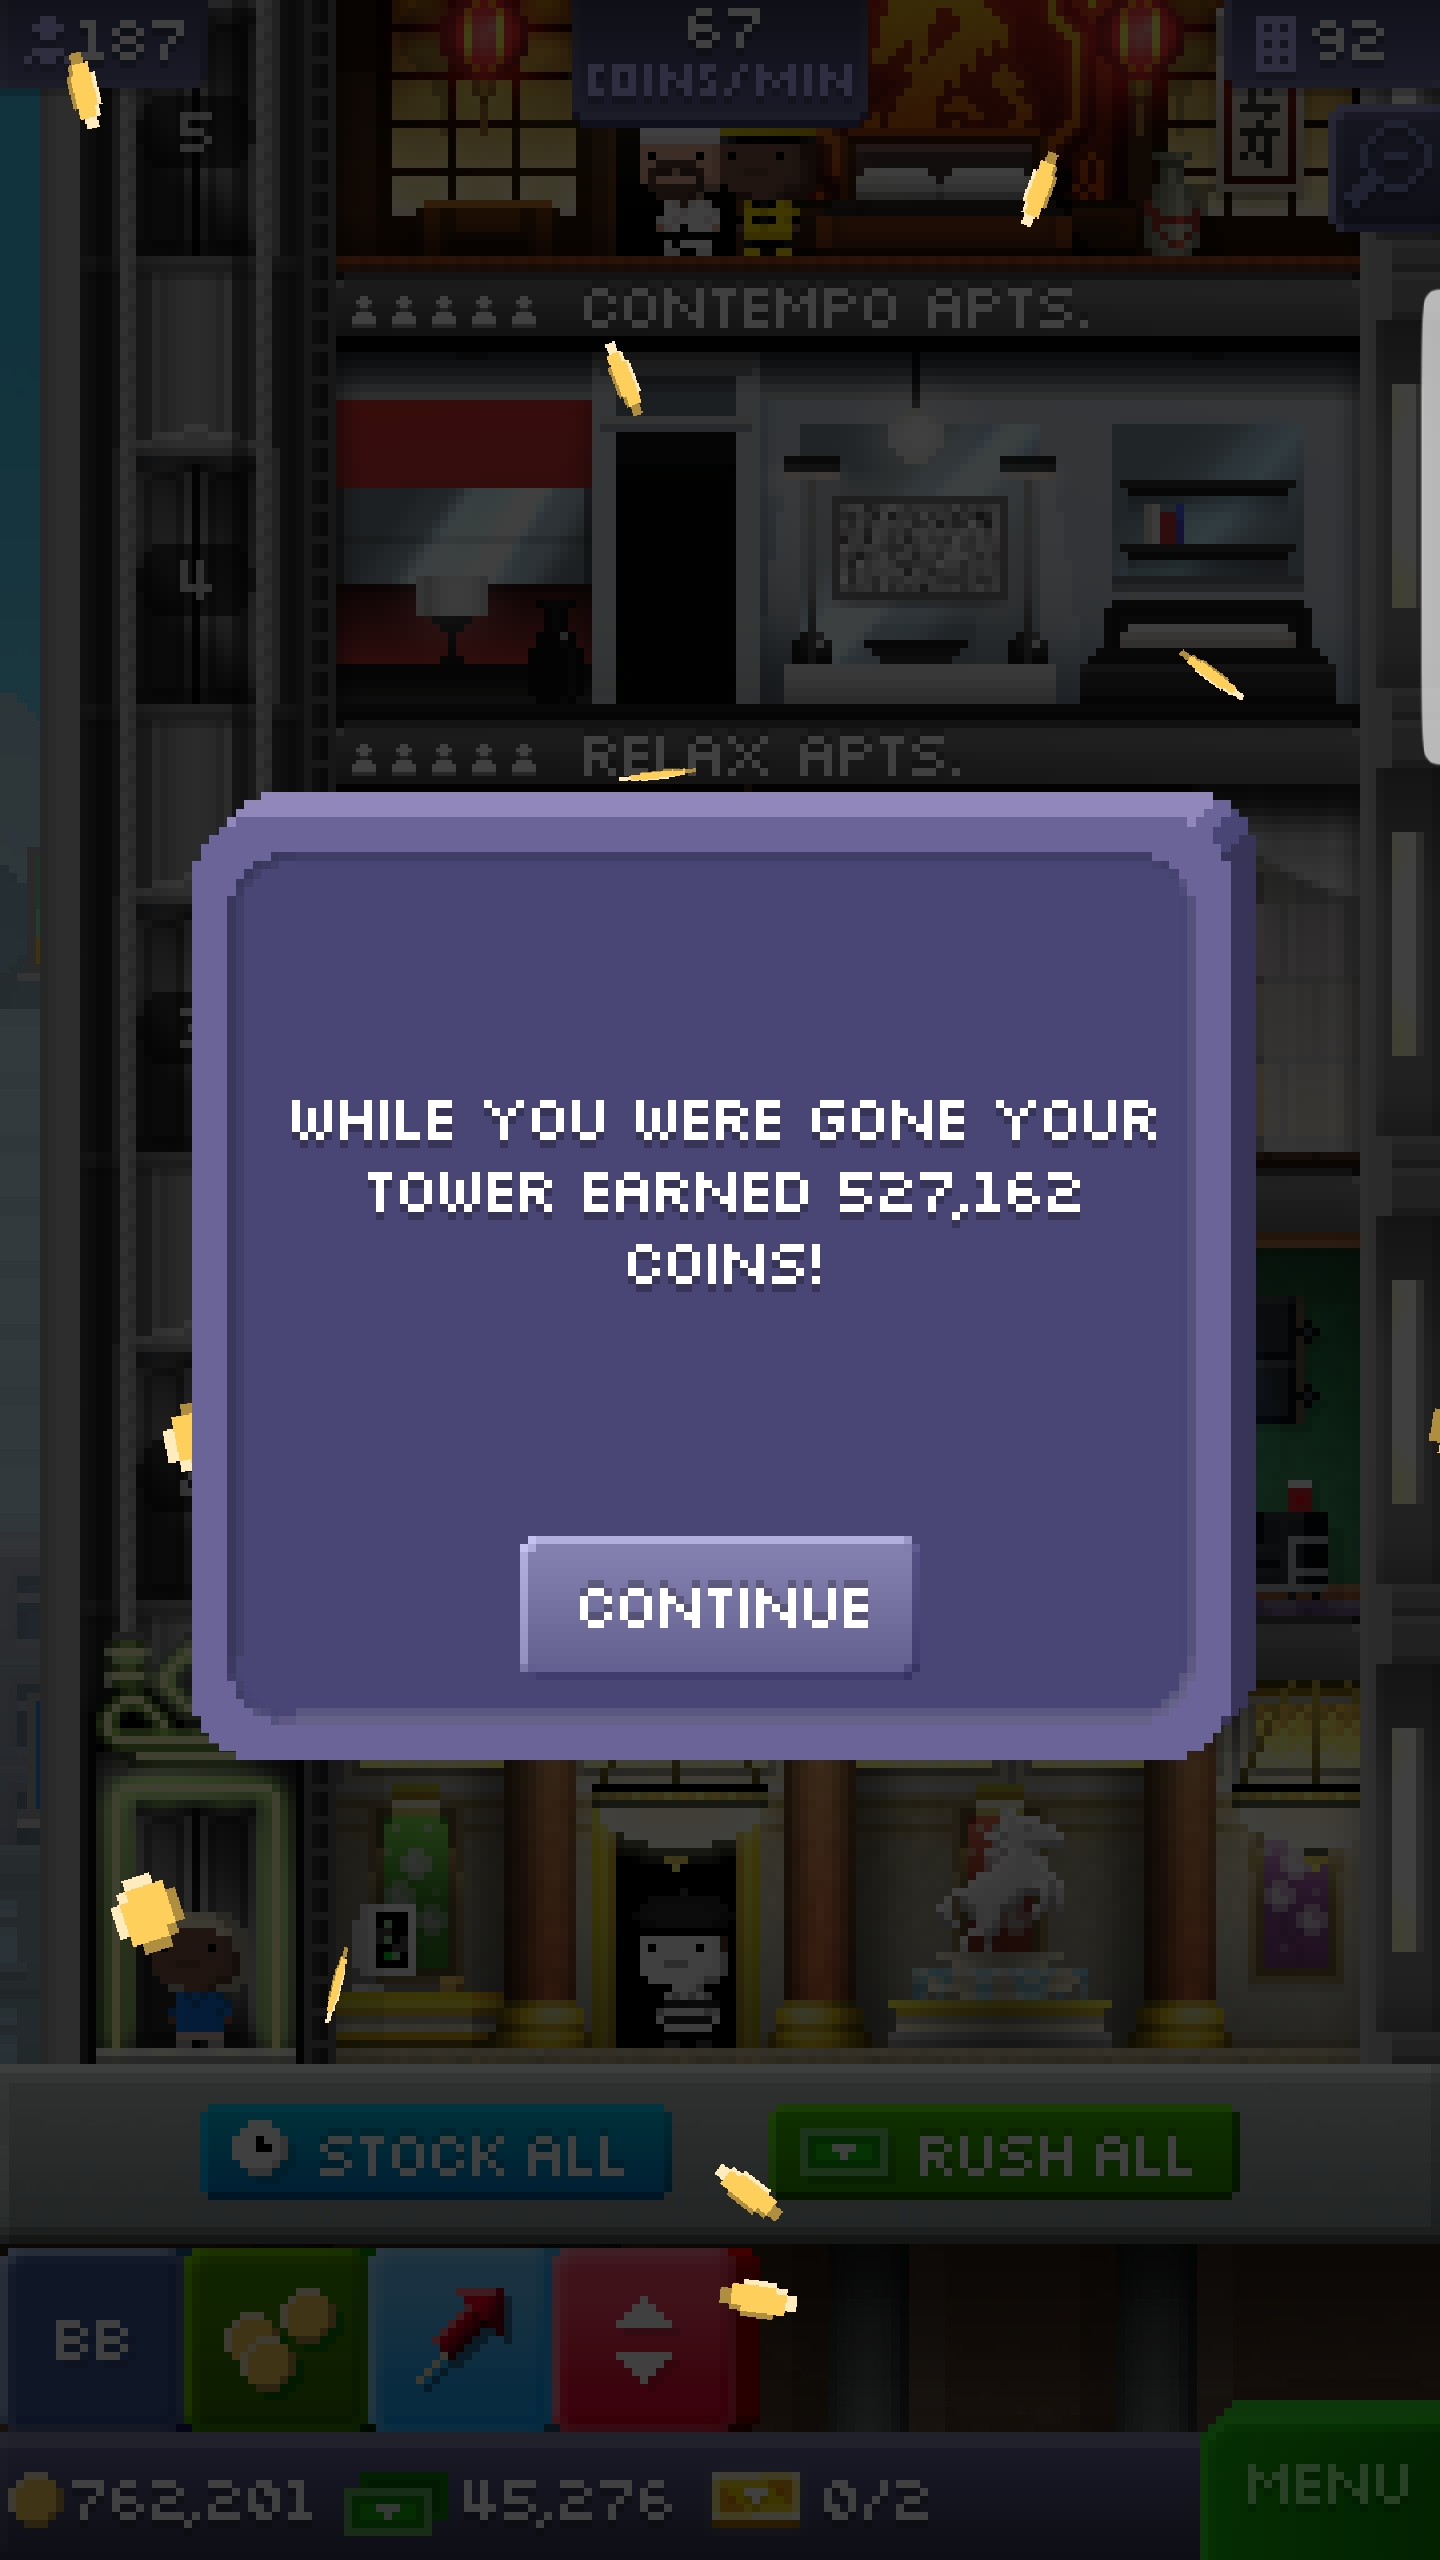 187
67
COINS/MIN
92
5
CONTEMPO APTS.
4
RELAX APTS.
WHILE YOU WERE GONE YOUR
TOWER EARNED 527,162
COINS!
CONTINUE
STOCK ALL
RUSH ALL
BB
762,201
45,276
0/2
MENU